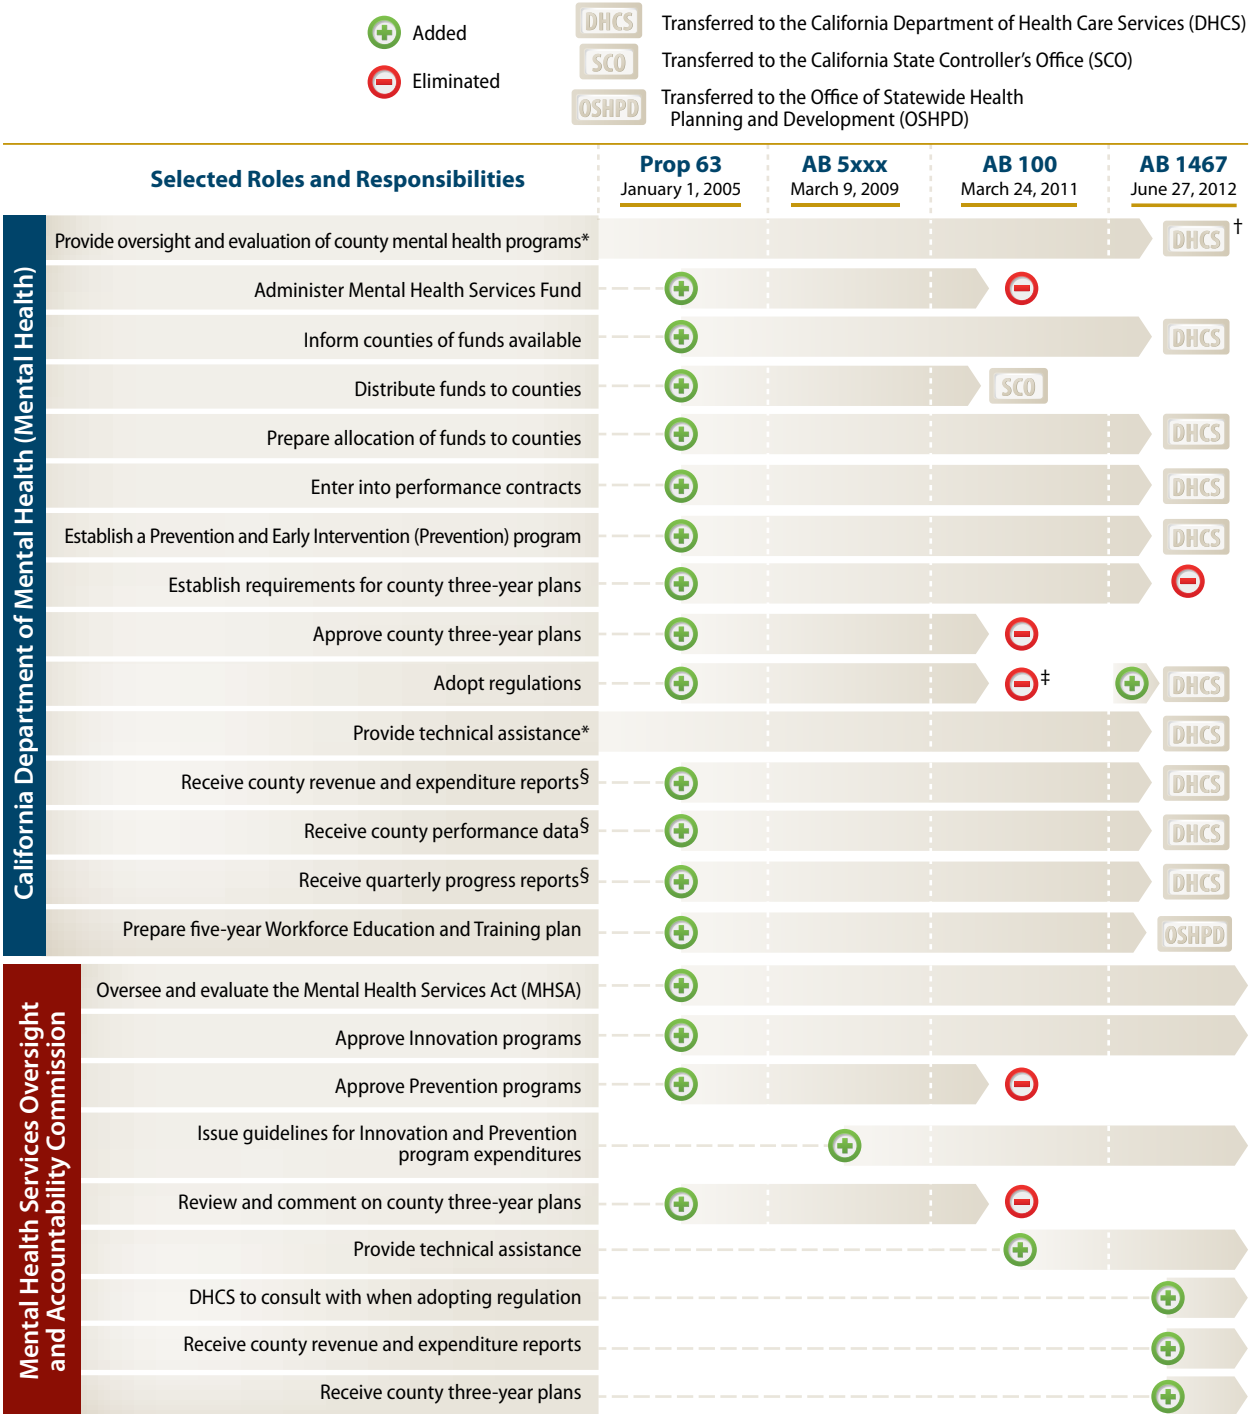 Added
Eliminated
DHCS Transferred to the California Department of Health Care Services (DHCS)
SCO Transferred to the California State Controller's Office (SCO)
OSHPD Transferred to the Office of Statewide Health
Planning and Development (OSHPD)
Selected Roles and Responsibilities
Prop 63
January 1, 2005
AB 5xxx
March 9, 2009
AB 100
March 24, 2011
AB 1467
June 27, 2012
California Department of Mental Health (Mental Health)
Provide oversight and evaluation of county mental health programs* DHCS †
Administer Mental Health Services Fund
Inform counties of funds available DHCS
Distribute funds to counties SCO
Prepare allocation of funds to counties DHCS
Enter into performance contracts DHCS
Establish a Prevention and Early Intervention (Prevention) program DHCS
Establish requirements for county three-year plans
Approve county three-year plans
Adopt regulations ‡ DHCS
Provide technical assistance* DHCS
Receive county revenue and expenditure reports§ DHCS
Receive county performance data§ DHCS
Receive quarterly progress reports§ DHCS
Prepare five-year Workforce Education and Training plan OSHPD
Mental Health Services Oversight
and Accountability Commission
Oversee and evaluate the Mental Health Services Act (MHSA)
Approve Innovation programs
Approve Prevention programs
Issue guidelines for Innovation and Prevention
program expenditures
Review and comment on county three-year plans
Provide technical assistance
DHCS to consult with when adopting regulation
Receive county revenue and expenditure reports
Receive county three-year plans